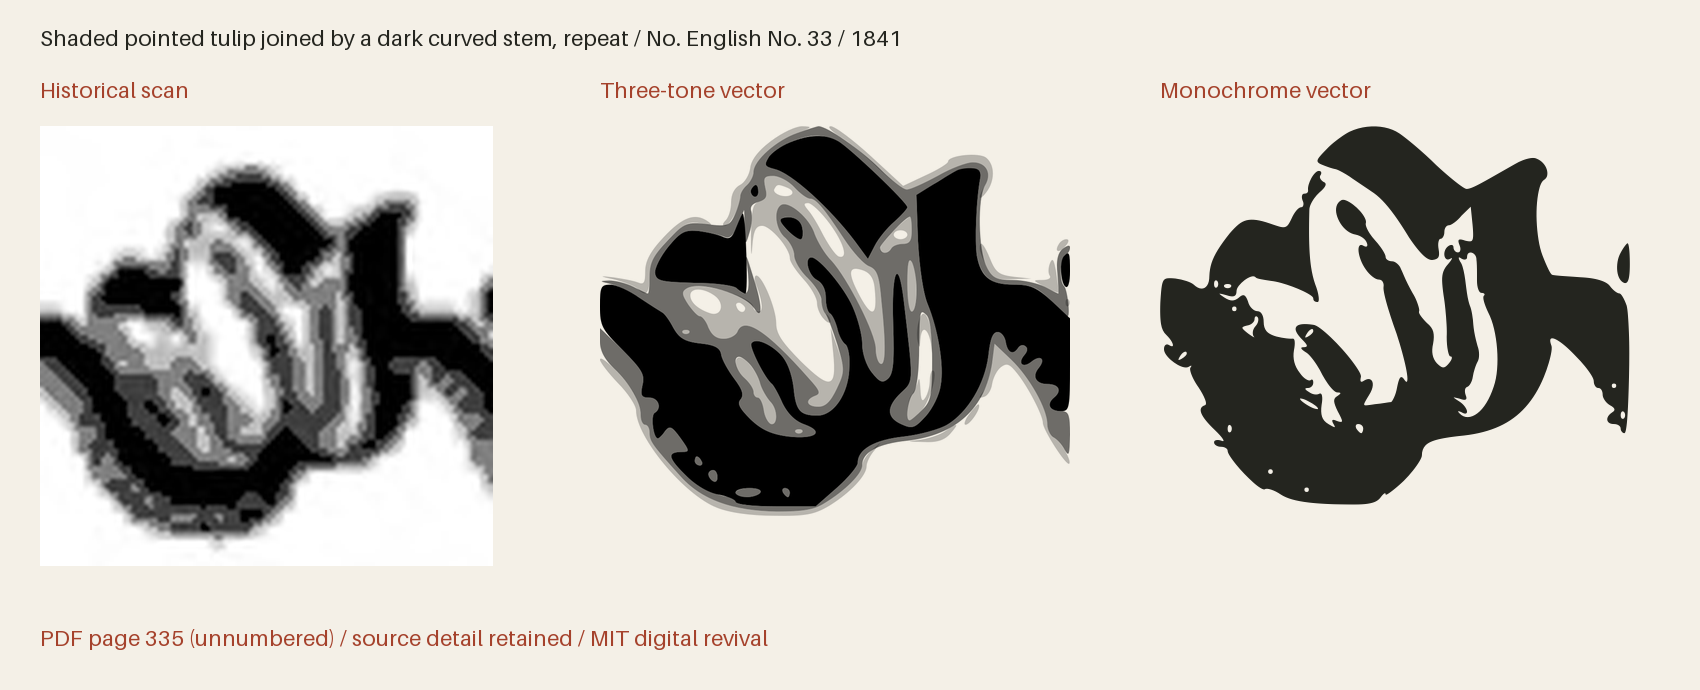 Shaded pointed tulip joined by a dark curved stem, repeat / No. English No. 33 / 1841
Historical scan
Three-tone vector
Monochrome vector
PDF page 335 (unnumbered) / source detail retained / MIT digital revival